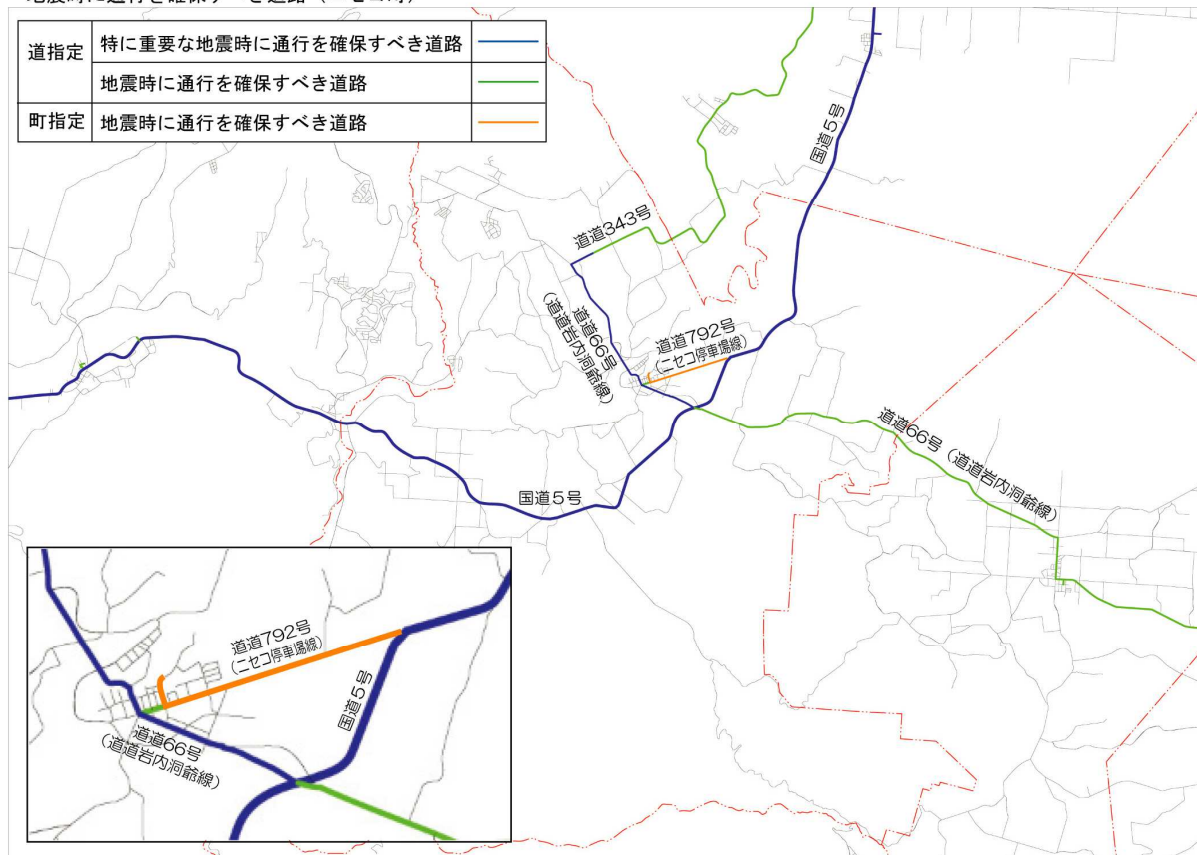 道指定
特に重要な地震時に通行を確保すべき道路
地震時に通行を確保すべき道路
町指定
地震時に通行を確保すべき道路
国道5号
道道343号
道道66号
(道道岩内洞爺線)
道道792号
(ニセコ停車場線)
道道66号 (道道岩内洞爺線)
国道5号
道道792号
(ニセコ停車場線)
国道5号
道道66号
(道道岩内洞爺線)